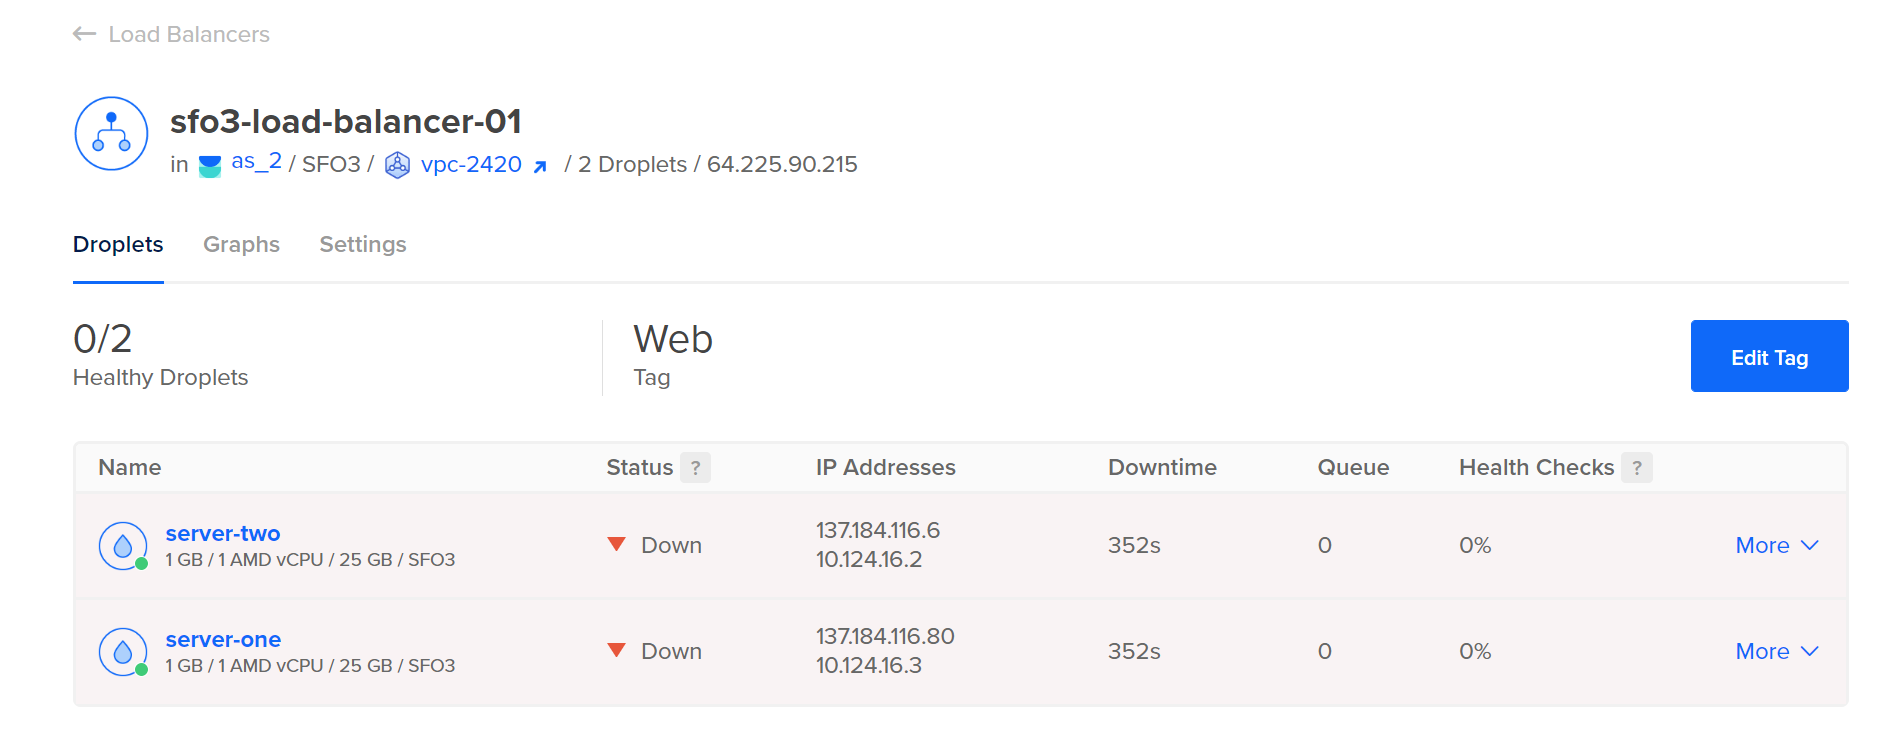 ← Load Balancers
sfo3-load-balancer-01
in as_2 / SFO3 / vpc-2420 / 2 Droplets / 64.225.90.215
Droplets Graphs Settings
0/2 Web
Healthy Droplets Tag
Edit Tag
Name Status ? IP Addresses Downtime Queue Health Checks ?
server-two
1 GB / 1 AMD vCPU / 25 GB / SFO3
Down
137.184.116.6
10.124.16.2
352s 0 0% More
server-one
1 GB / 1 AMD vCPU / 25 GB / SFO3
Down
137.184.116.80
10.124.16.3
352s 0 0% More